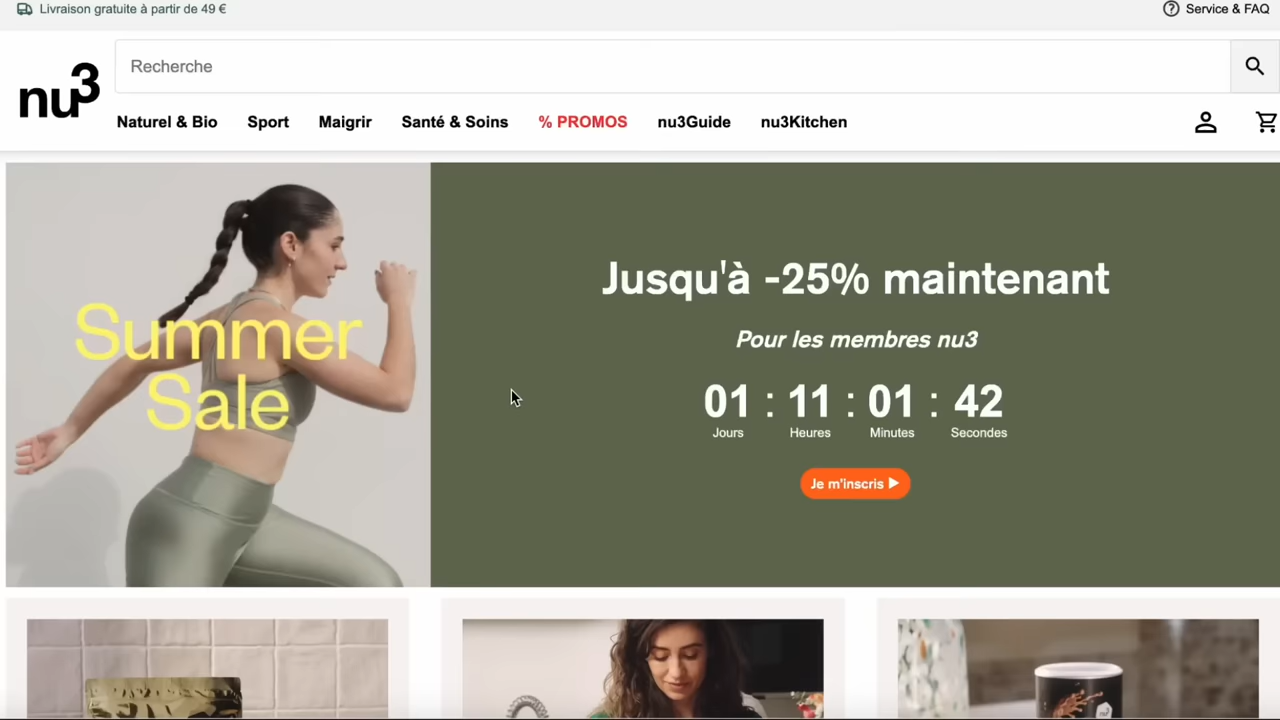 Livraison gratuite à partir de 49 €
Service & FAQ
nu3
Recherche
Naturel & Bio
Sport
Maigrir
Santé & Soins
% PROMOS
nu3Guide
nu3Kitchen
Summer
Sale
Jusqu'à -25% maintenant
Pour les membres nu3
01 : 11 : 01 : 42
Jours Heures Minutes Secondes
Je m'inscris